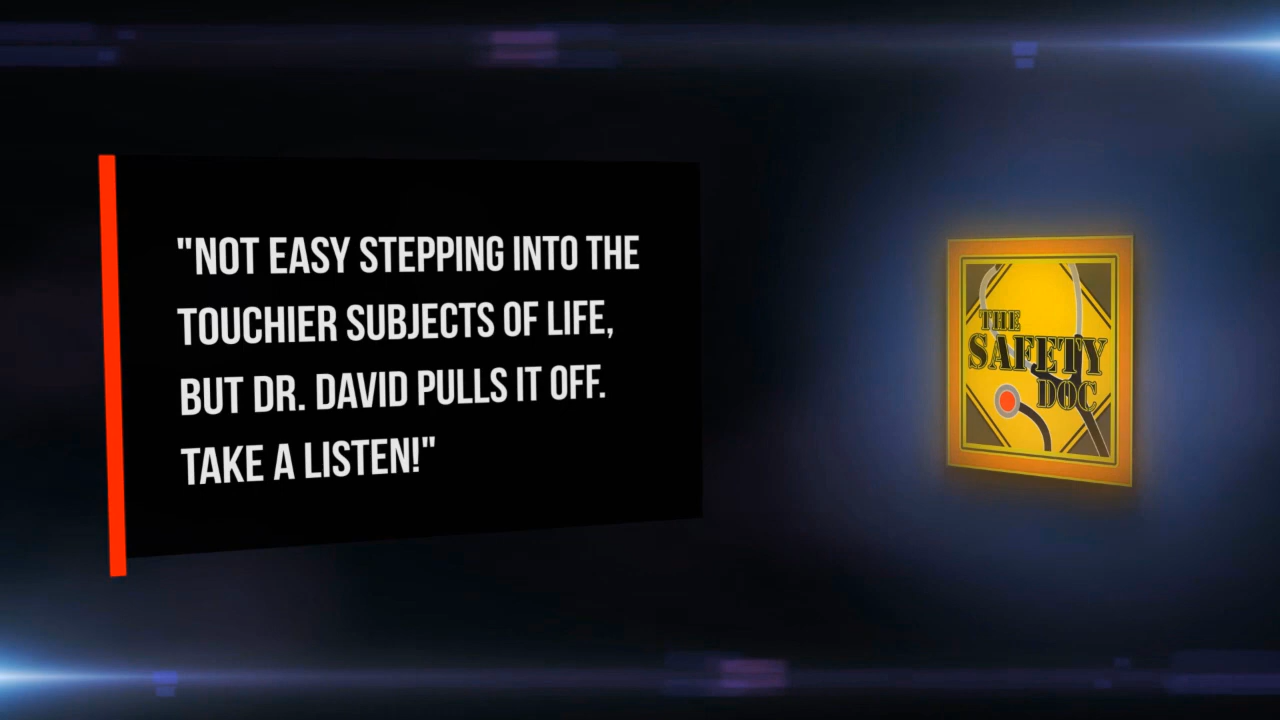 "NOT EASY STEPPING INTO THE
TOUCHIER SUBJECTS OF LIFE,
BUT DR. DAVID PULLS IT OFF.
TAKE A LISTEN!"
THE
SAFETY
DOC